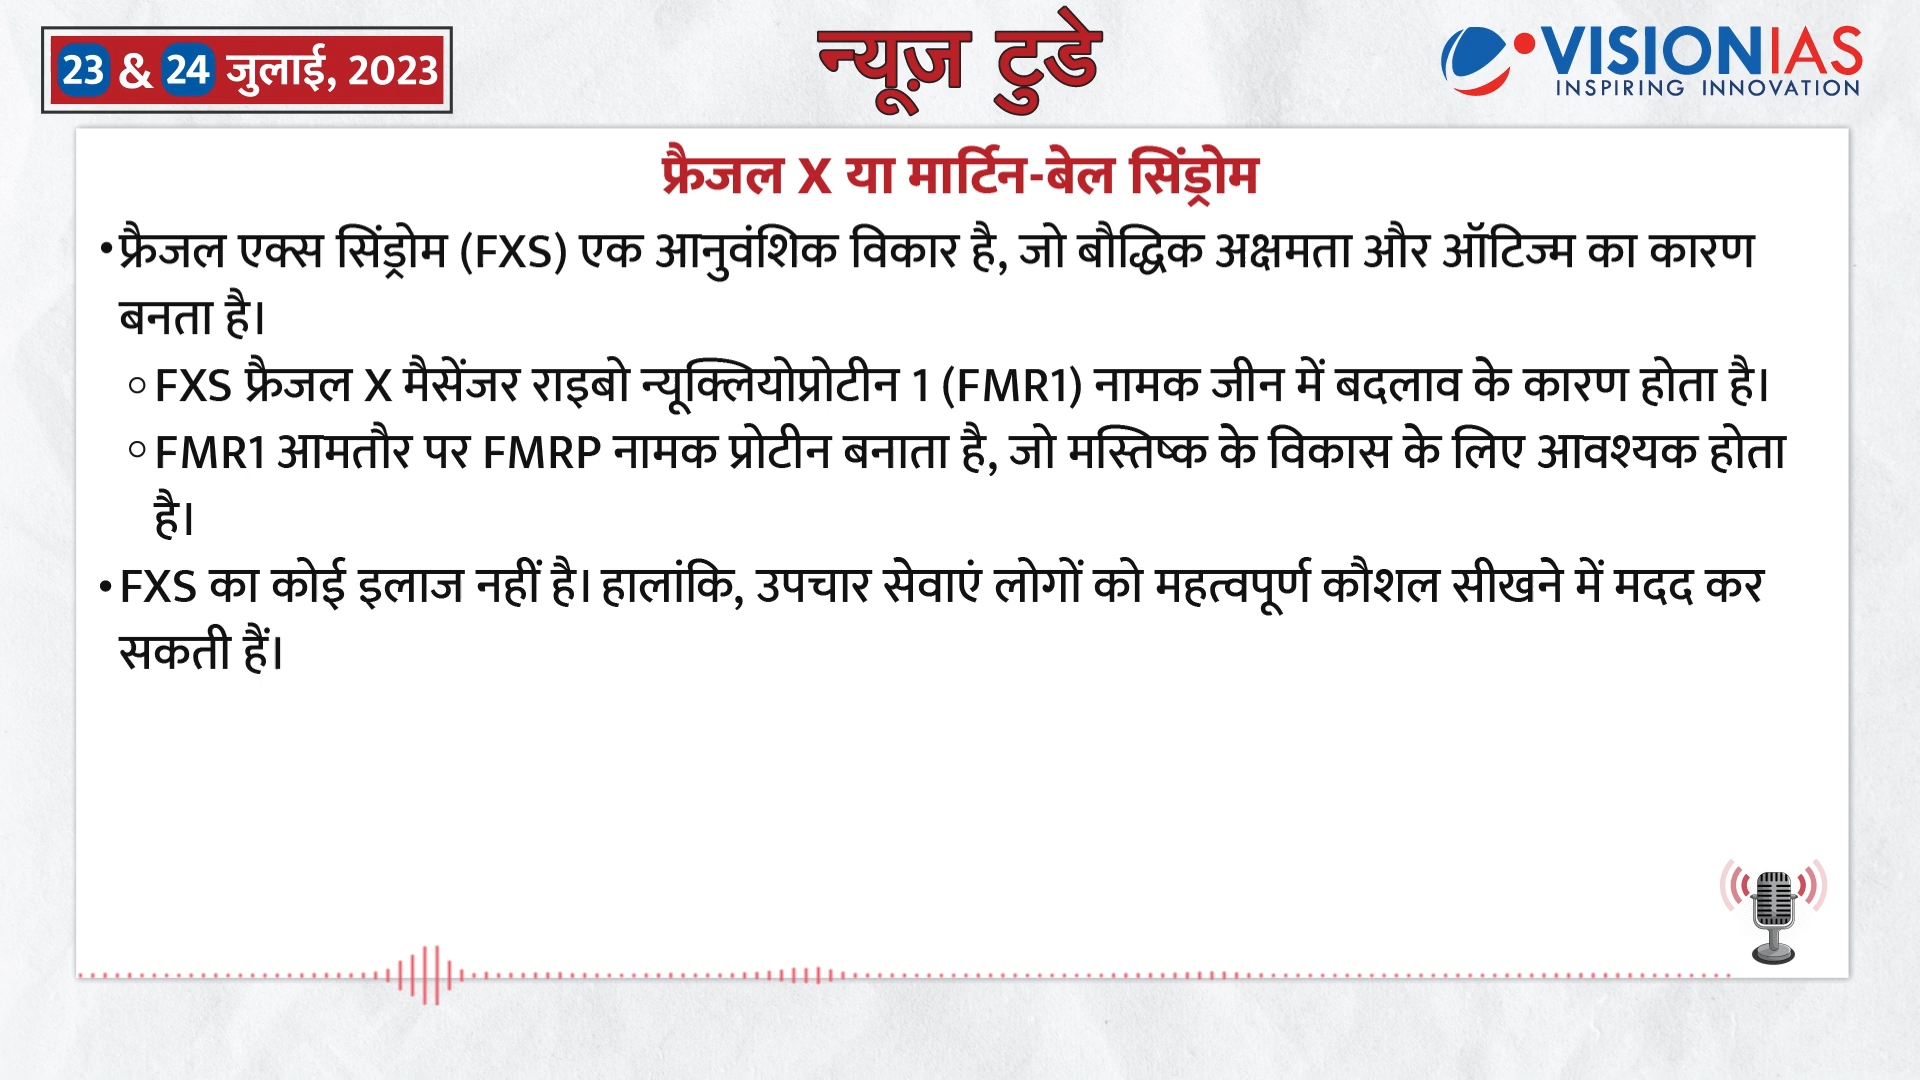 23 & 24 जुलाई, 2023
न्यूज़ टुडे
VISIONIAS
INSPIRING INNOVATION
फ्रैजल X या मार्टिन-बेल सिंड्रोम
•फ्रैजल एक्स सिंड्रोम (FXS) एक आनुवंशिक विकार है, जो बौद्धिक अक्षमता और ऑटिज्म का कारण
बनता है।
○FXS फ्रैजल X मैसेंजर राइबो न्यूक्लियोप्रोटीन 1 (FMR1) नामक जीन में बदलाव के कारण होता है।
○FMR1 आमतौर पर FMRP नामक प्रोटीन बनाता है, जो मस्तिष्क के विकास के लिए आवश्यक होता
है।
•FXS का कोई इलाज नहीं है। हालांकि, उपचार सेवाएं लोगों को महत्वपूर्ण कौशल सीखने में मदद कर
सकती हैं।